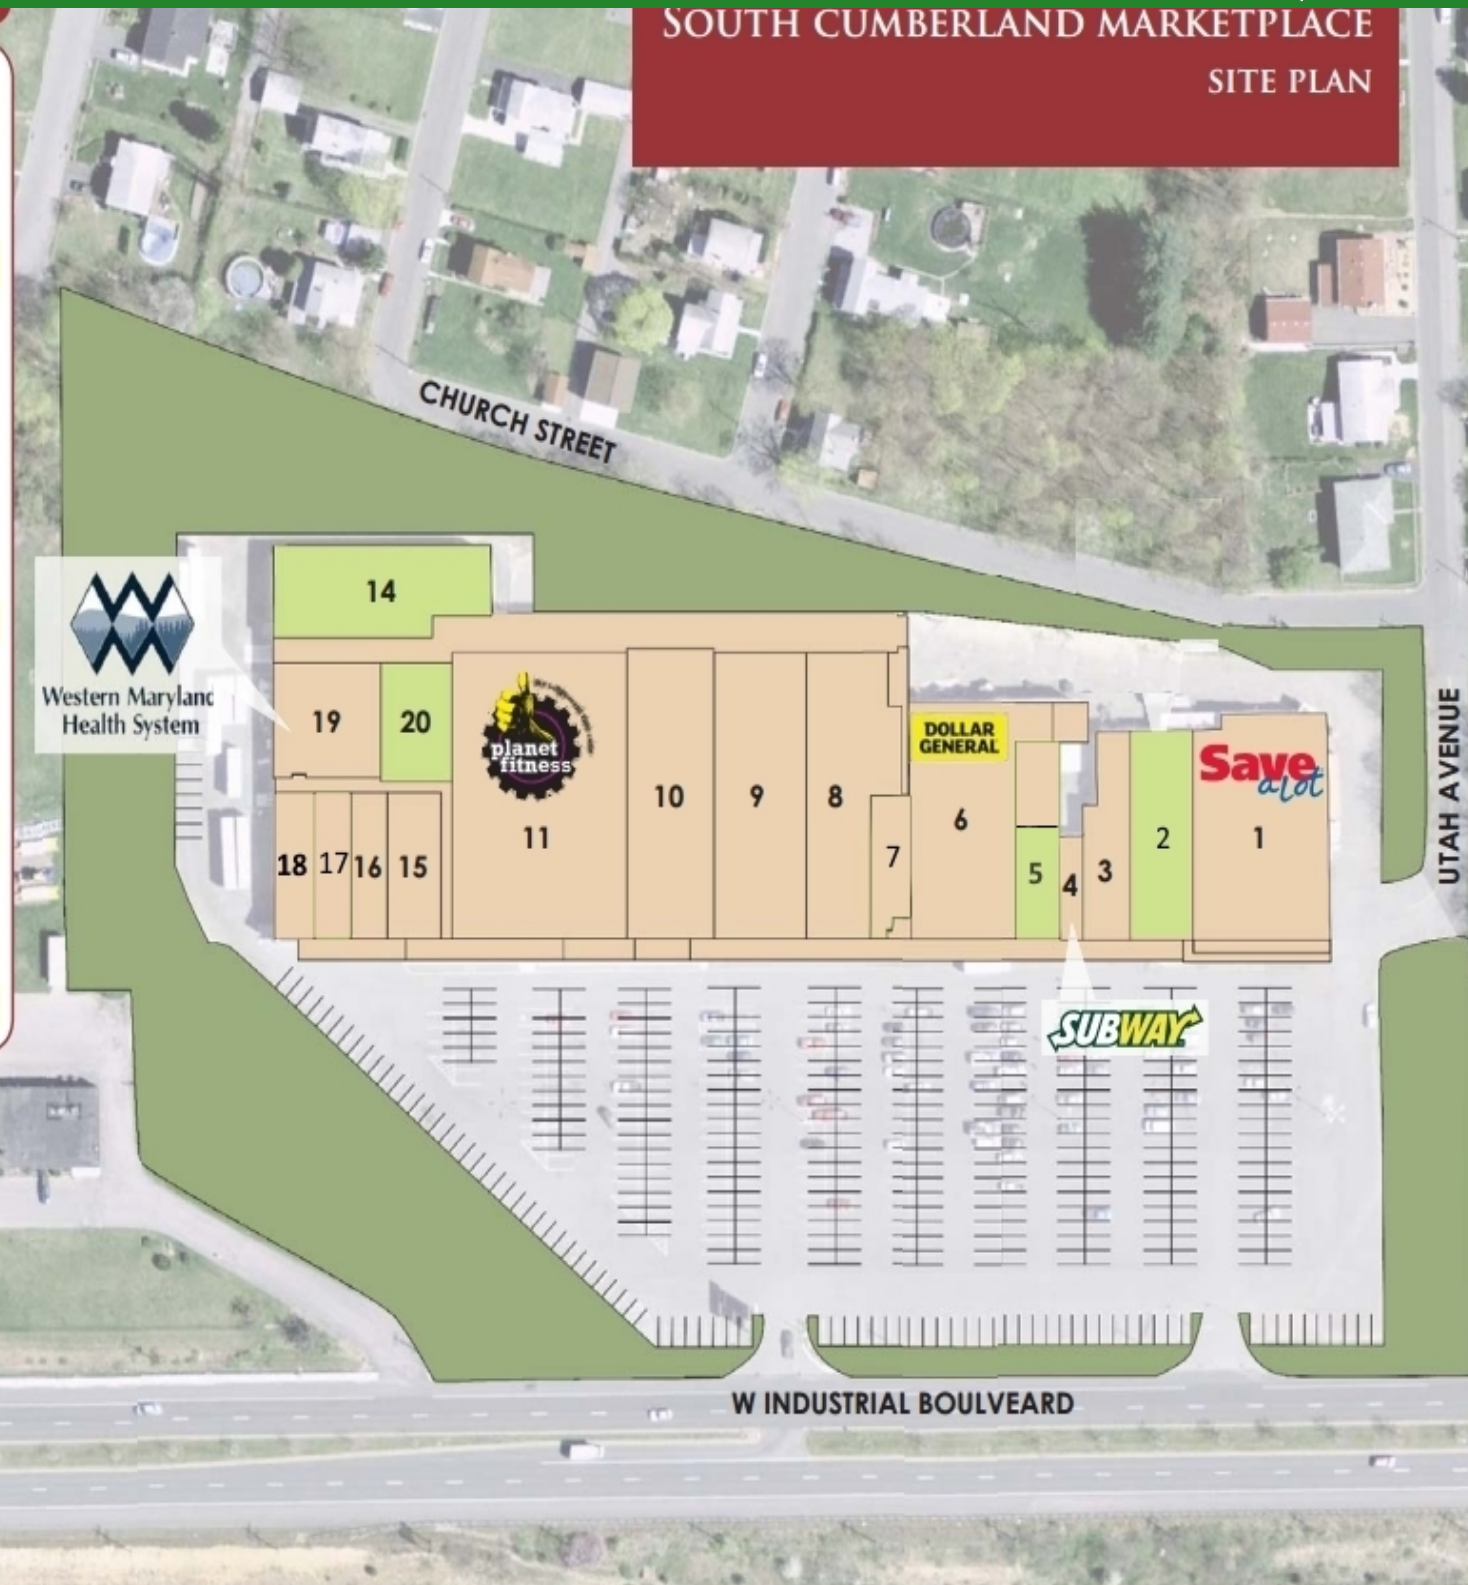 SOUTH CUMBERLAND MARKETPLACE
SITE PLAN
CHURCH STREET
14
Western Maryland
Health System
19
20
planet
fitness
DOLLAR
GENERAL
Save
a lot
UTAH AVENUE
18
17
16
15
11
10
9
8
7
6
5
4
3
2
1
SUBWAY
W INDUSTRIAL BOULVEARD